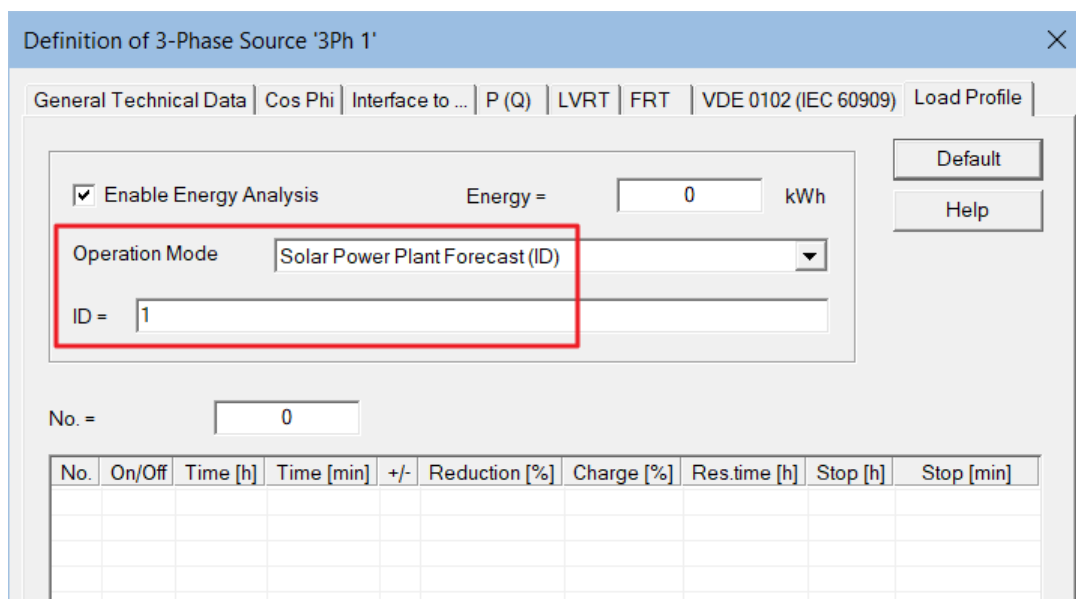 Definition of 3-Phase Source '3Ph 1'
General Technical Data Cos Phi Interface to ... P (Q) LVRT FRT VDE 0102 (IEC 60909) Load Profile
Default
Enable Energy Analysis Energy = 0 kWh
Help
Operation Mode Solar Power Plant Forecast (ID)
ID = 1
No. = 0
No. On/Off Time [h] Time [min] +/- Reduction [%] Charge [%] Res.time [h] Stop [h] Stop [min]